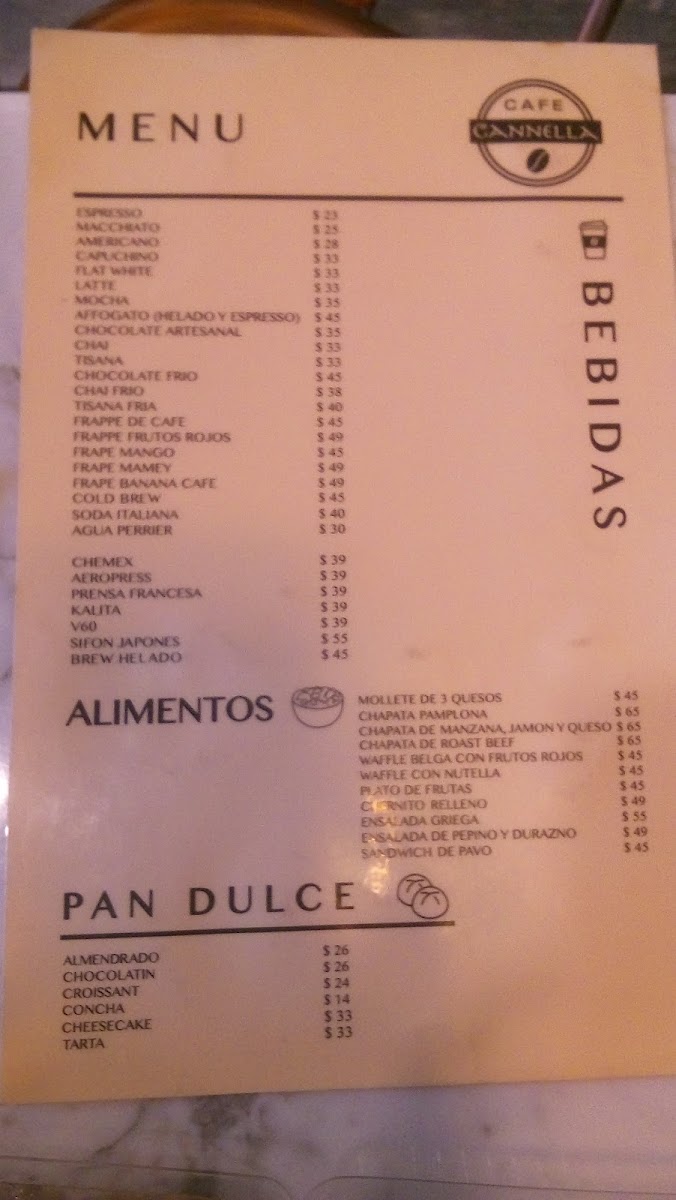 MENU
CAFE
CANNELLA
BEBIDAS
ESPRESSO $ 23
MACCHIATO $ 25
AMERICANO $ 28
CAPUCHINO $ 33
FLAT WHITE $ 33
LATTE $ 33
MOCHA $ 35
AFFOGATO (HELADO Y ESPRESSO) $ 45
CHOCOLATE ARTESANAL $ 35
CHAI $ 33
TISANA $ 33
CHOCOLATE FRIO $ 45
CHAI FRIO $ 38
TISANA FRIA $ 40
FRAPPE DE CAFE $ 45
FRAPPE FRUTOS ROJOS $ 49
FRAPE MANGO $ 45
FRAPE MAMEY $ 49
FRAPE BANANA CAFE $ 49
COLD BREW $ 45
SODA ITALIANA $ 40
AGUA PERRIER $ 30
CHEMEX $ 39
AEROPRESS $ 39
PRENSA FRANCESA $ 39
KALITA $ 39
V60 $ 39
SIFON JAPONES $ 55
BREW HELADO $ 45
ALIMENTOS
MOLLETE DE 3 QUESOS $ 45
CHAPATA PAMPLONA $ 65
CHAPATA DE MANZANA, JAMON Y QUESO $ 65
CHAPATA DE ROAST BEEF $ 65
WAFFLE BELGA CON FRUTOS ROJOS $ 45
WAFFLE CON NUTELLA $ 45
PLATO DE FRUTAS $ 45
CUERNITO RELLENO $ 49
ENSALADA GRIEGA $ 55
ENSALADA DE PEPINO Y DURAZNO $ 49
SANDWICH DE PAVO $ 45
PAN DULCE
ALMENDRADO $ 26
CHOCOLATIN $ 26
CROISSANT $ 24
CONCHA $ 14
CHEESECAKE $ 33
TARTA $ 33